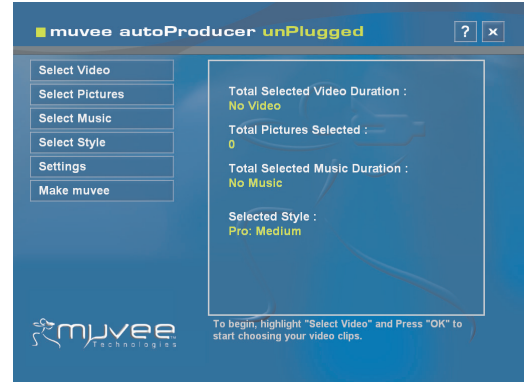 muvee autoProducer unPlugged
? ×
Select Video
Select Pictures
Select Music
Select Style
Settings
Make muvee
Total Selected Video Duration :
No Video
Total Pictures Selected :
0
Total Selected Music Duration :
No Music
Selected Style :
Pro: Medium
muvee
Technologies
To begin, highlight "Select Video" and Press "OK" to
start choosing your video clips.